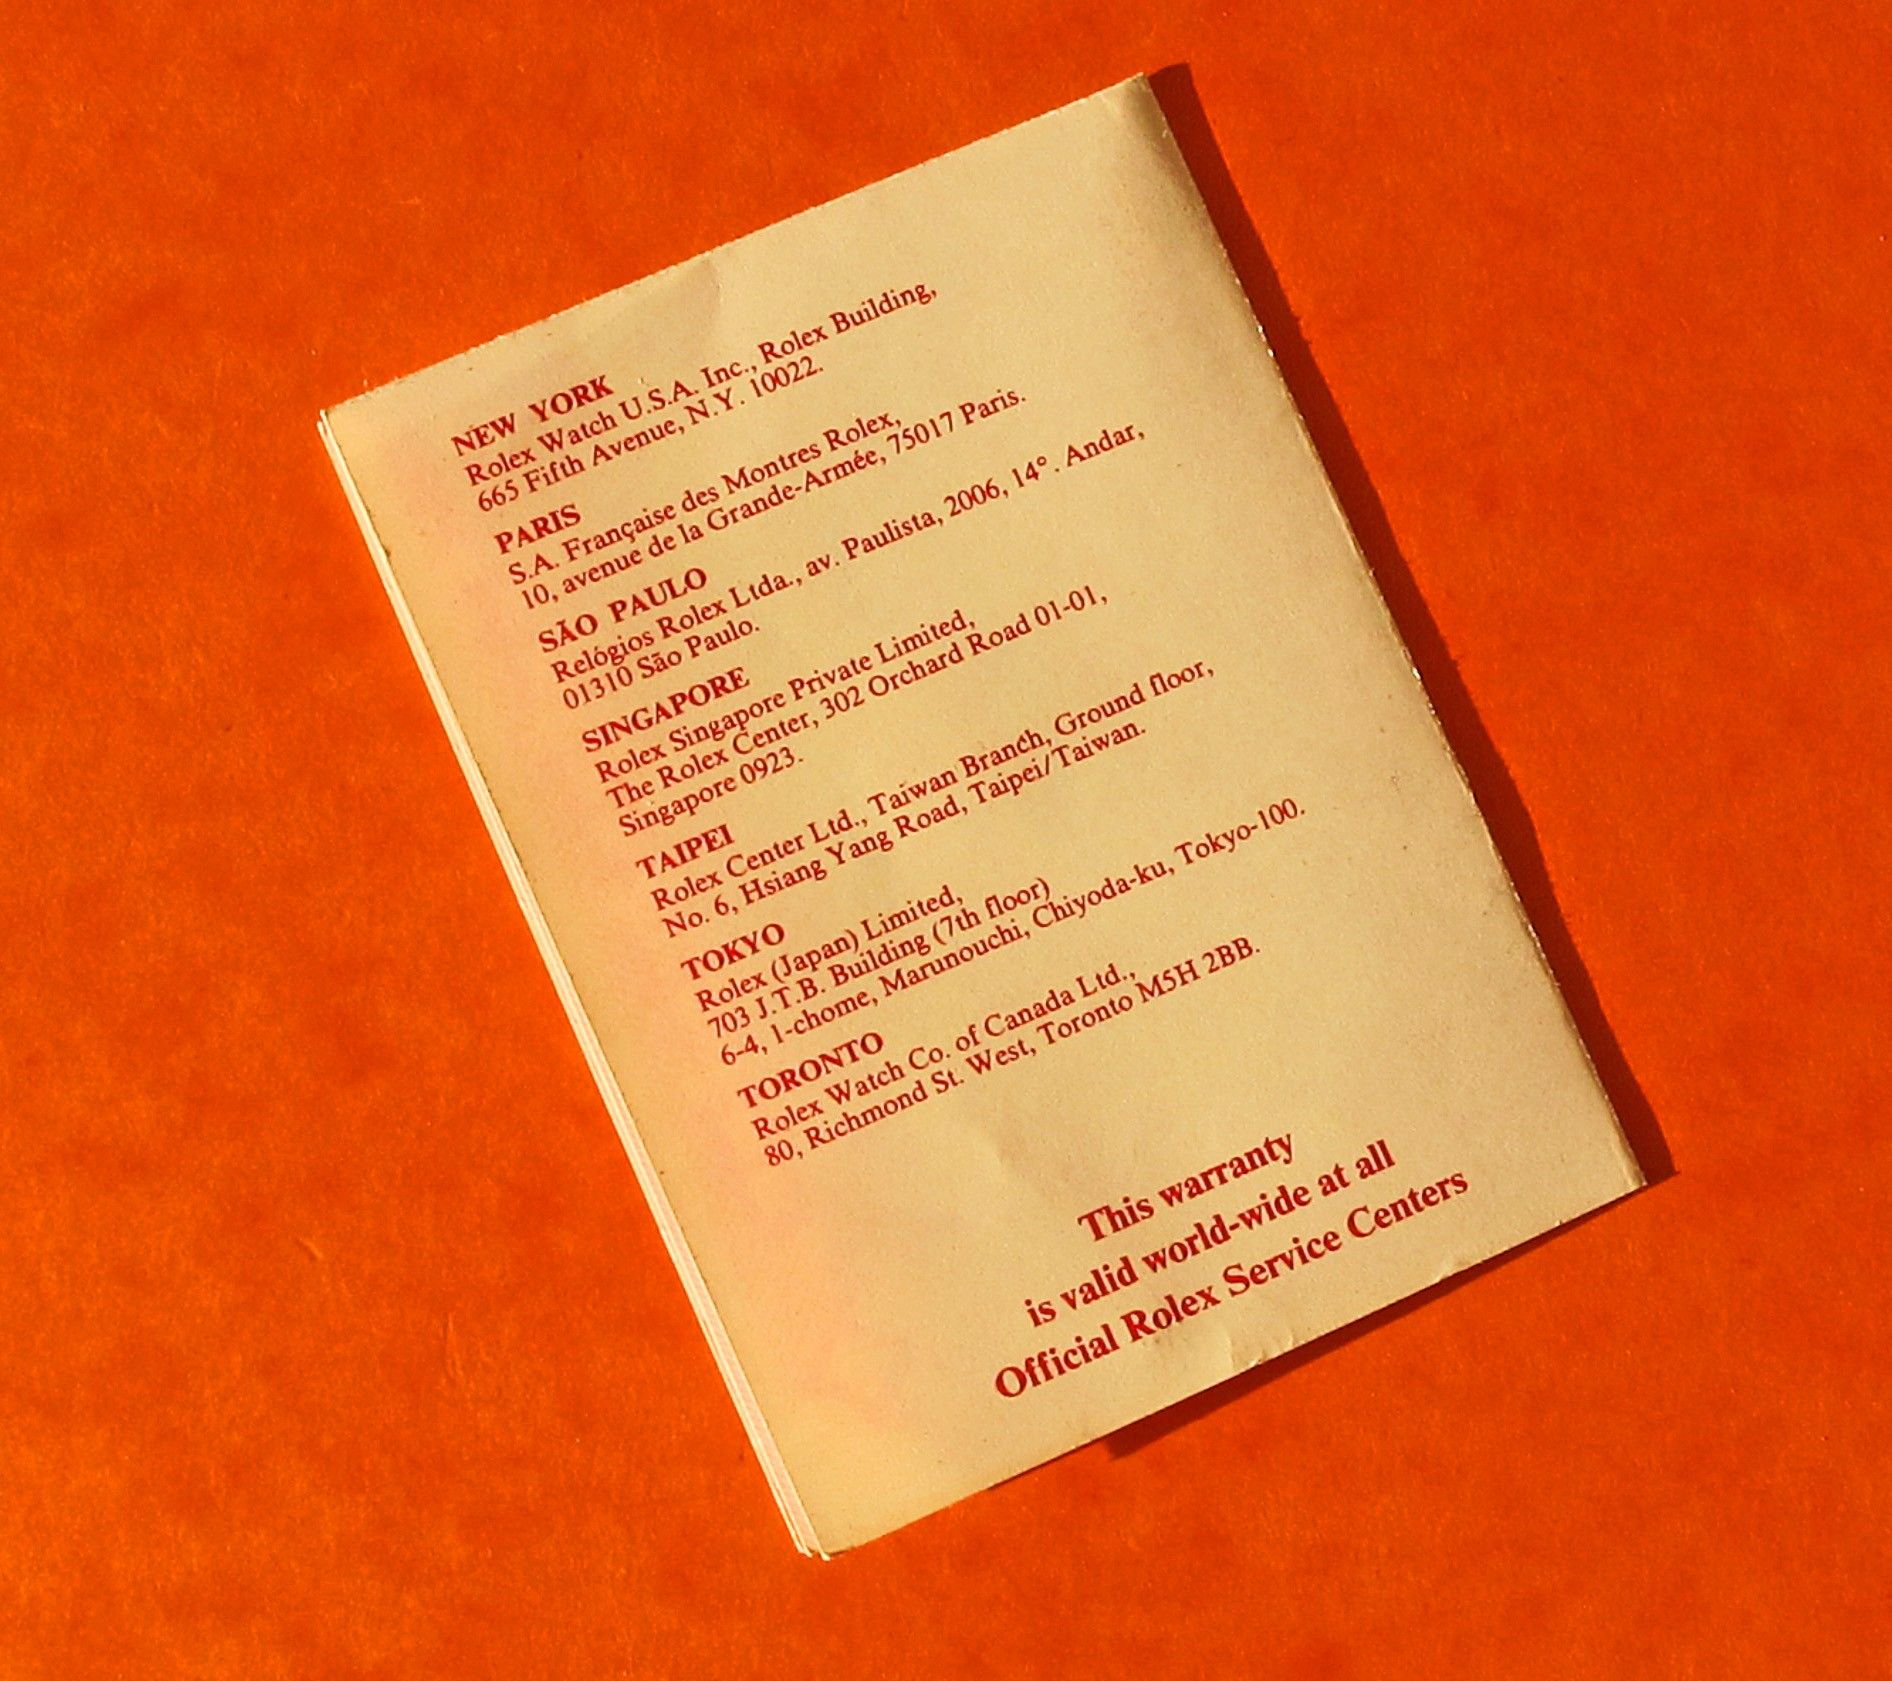 NEW YORK
Rolex Watch U.S.A. Inc., Rolex Building,
665 Fifth Avenue, N.Y. 10022.
PARIS
S.A. Française des Montres Rolex,
10, avenue de la Grande-Armée, 75017 Paris.
SÃO PAULO
Relógios Rolex Ltda., av. Paulista, 2006, 14°. Andar,
01310 São Paulo.
SINGAPORE
Rolex Singapore Private Limited,
The Rolex Center, 302 Orchard Road 01-01,
Singapore 0923.
TAIPEI
Rolex Center Ltd., Taiwan Branch, Ground floor,
No. 6, Hsiang Yang Road, Taipei/Taiwan.
TOKYO
Rolex (Japan) Limited,
703 J.T.B. Building (7th floor)
6-4, 1-chome, Marunouchi, Chiyoda-ku, Tokyo-100.
TORONTO
Rolex Watch Co. of Canada Ltd.,
80, Richmond St. West, Toronto M5H 2BB.
This warranty
is valid world-wide at all
Official Rolex Service Centers